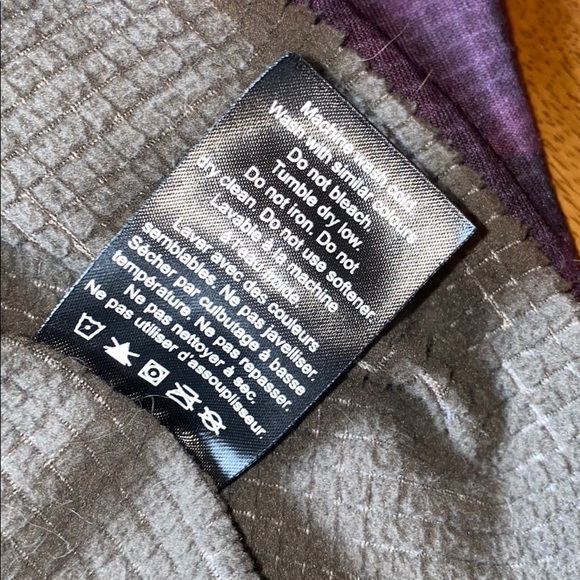 Machine wash cold.
Wash with similar colours
Do not bleach.
Tumble dry low.
Do not iron. Do not
dry clean. Do not use softener.
Lavable à la machine
à l'eau froide
Laver avec des couleurs
semblables. Ne pas javelliser.
Sécher par culbutage à basse
température. Ne pas repasser.
Ne pas nettoyer à sec.
Ne pas utiliser d'assouplisseur.